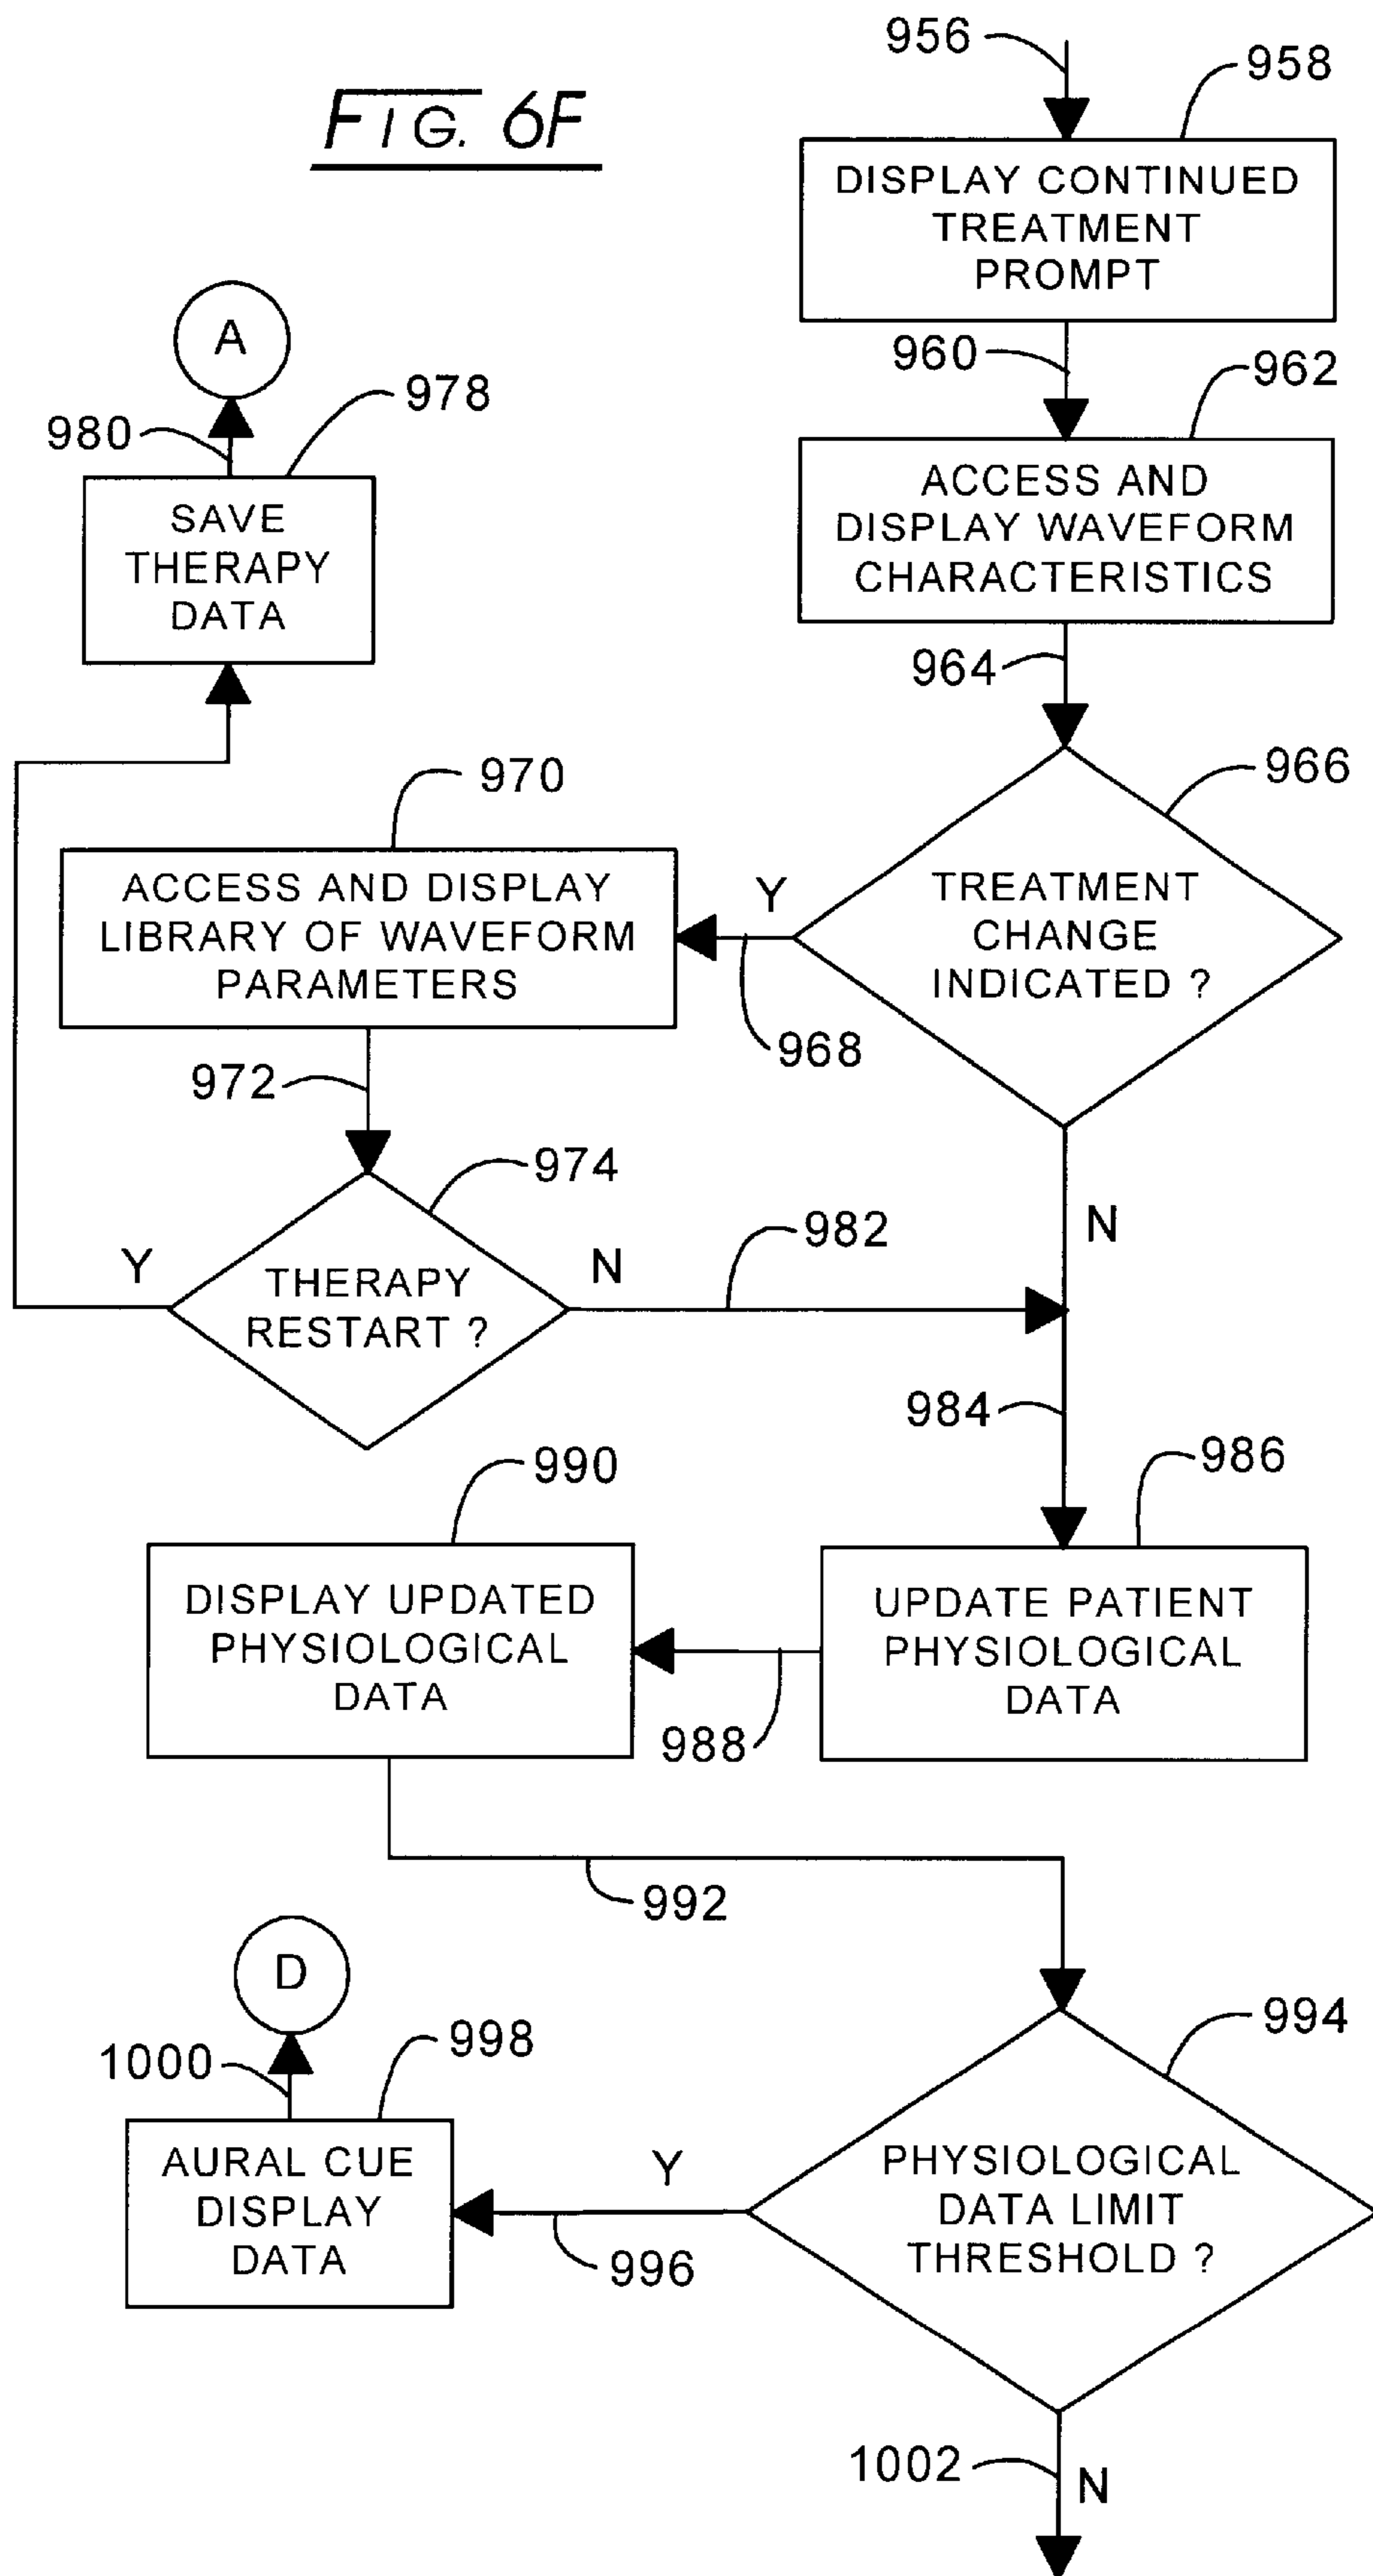 FIG. 6F
956
958
DISPLAY CONTINUED
TREATMENT
PROMPT
960
962
ACCESS AND
DISPLAY WAVEFORM
CHARACTERISTICS
964
A
980
978
SAVE
THERAPY
DATA
966
TREATMENT
CHANGE
INDICATED ?
Y
968
970
ACCESS AND DISPLAY
LIBRARY OF WAVEFORM
PARAMETERS
972
974
THERAPY
RESTART ?
Y
N
982
N
984
986
UPDATE PATIENT
PHYSIOLOGICAL
DATA
988
990
DISPLAY UPDATED
PHYSIOLOGICAL
DATA
992
994
PHYSIOLOGICAL
DATA LIMIT
THRESHOLD ?
Y
996
D
1000
998
AURAL CUE
DISPLAY
DATA
1002
N